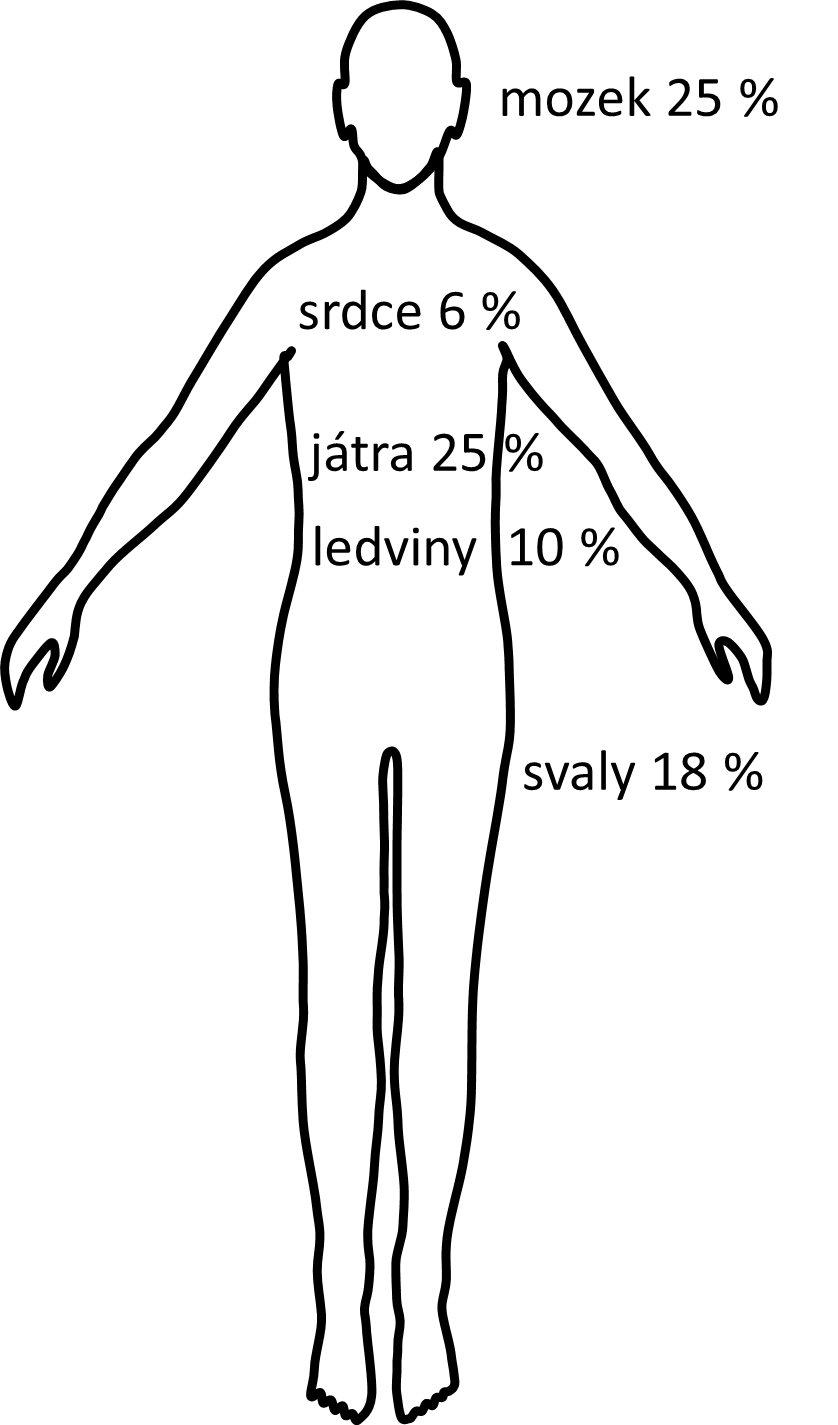 mozek 25 %
srdce 6 %
játra 25 %
ledviny 10 %
svaly 18 %